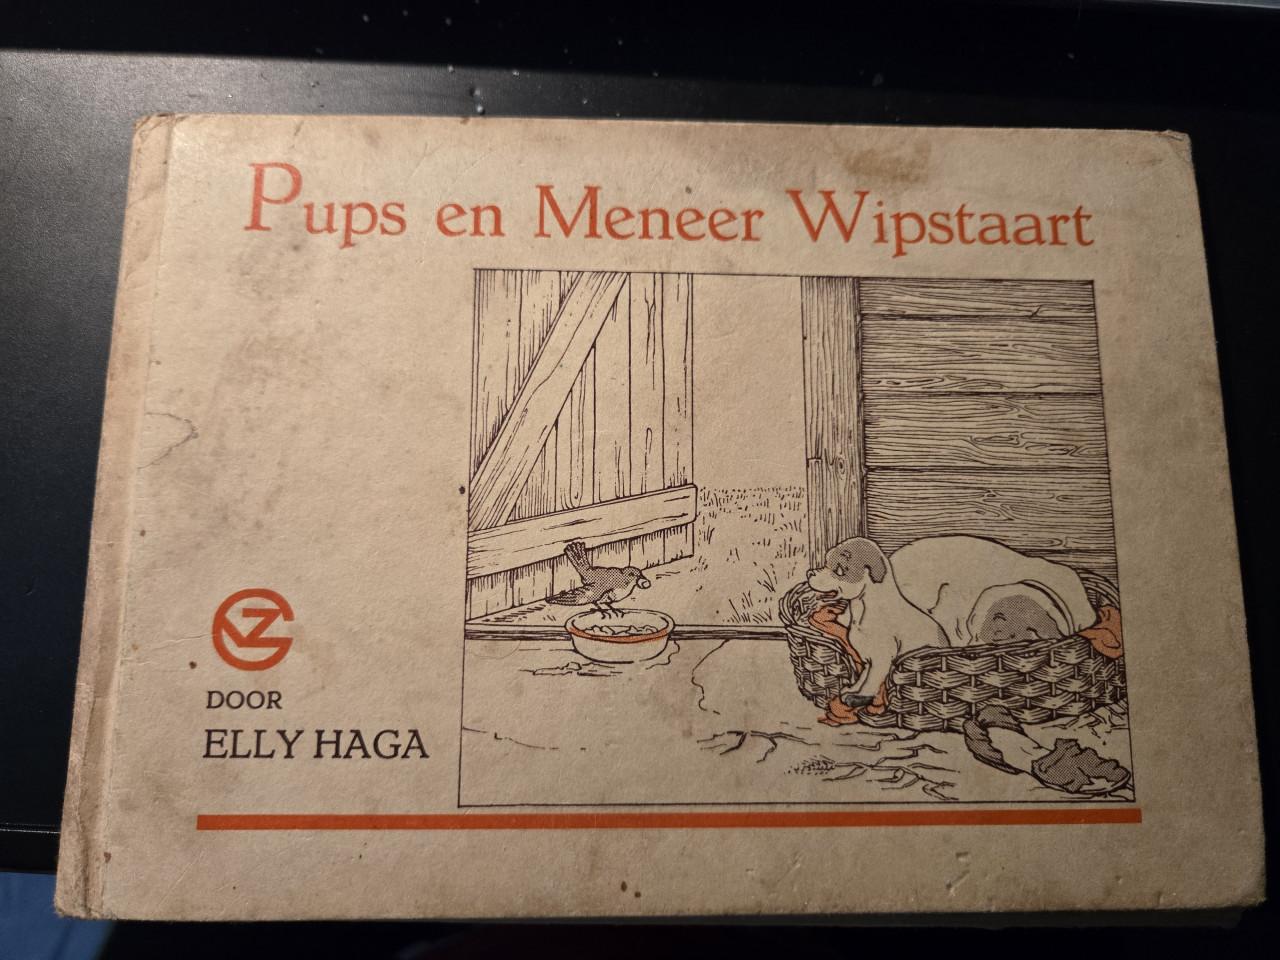 Pups en Meneer Wipstaart
DOOR
ELLY HAGA